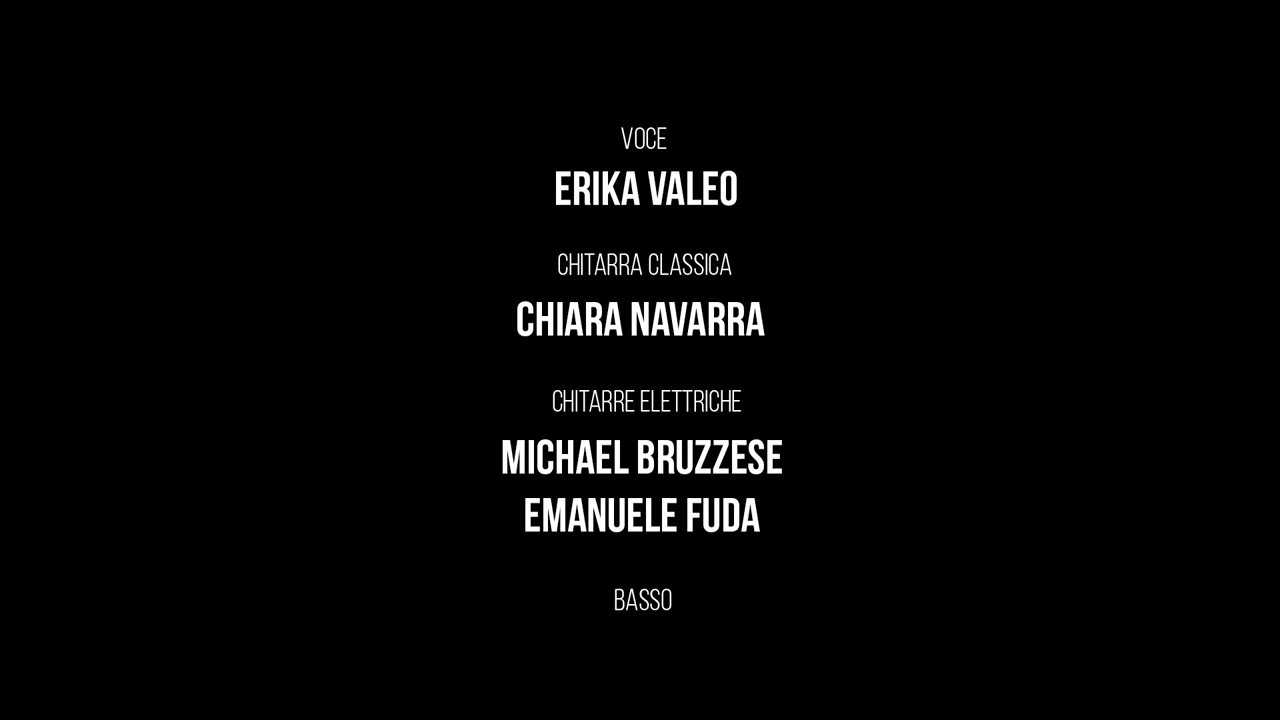 VOCE
ERIKA VALEO
CHITARRA CLASSICA
CHIARA NAVARRA
CHITARRE ELETTRICHE
MICHAEL BRUZZESE
EMANUELE FUDA
BASSO